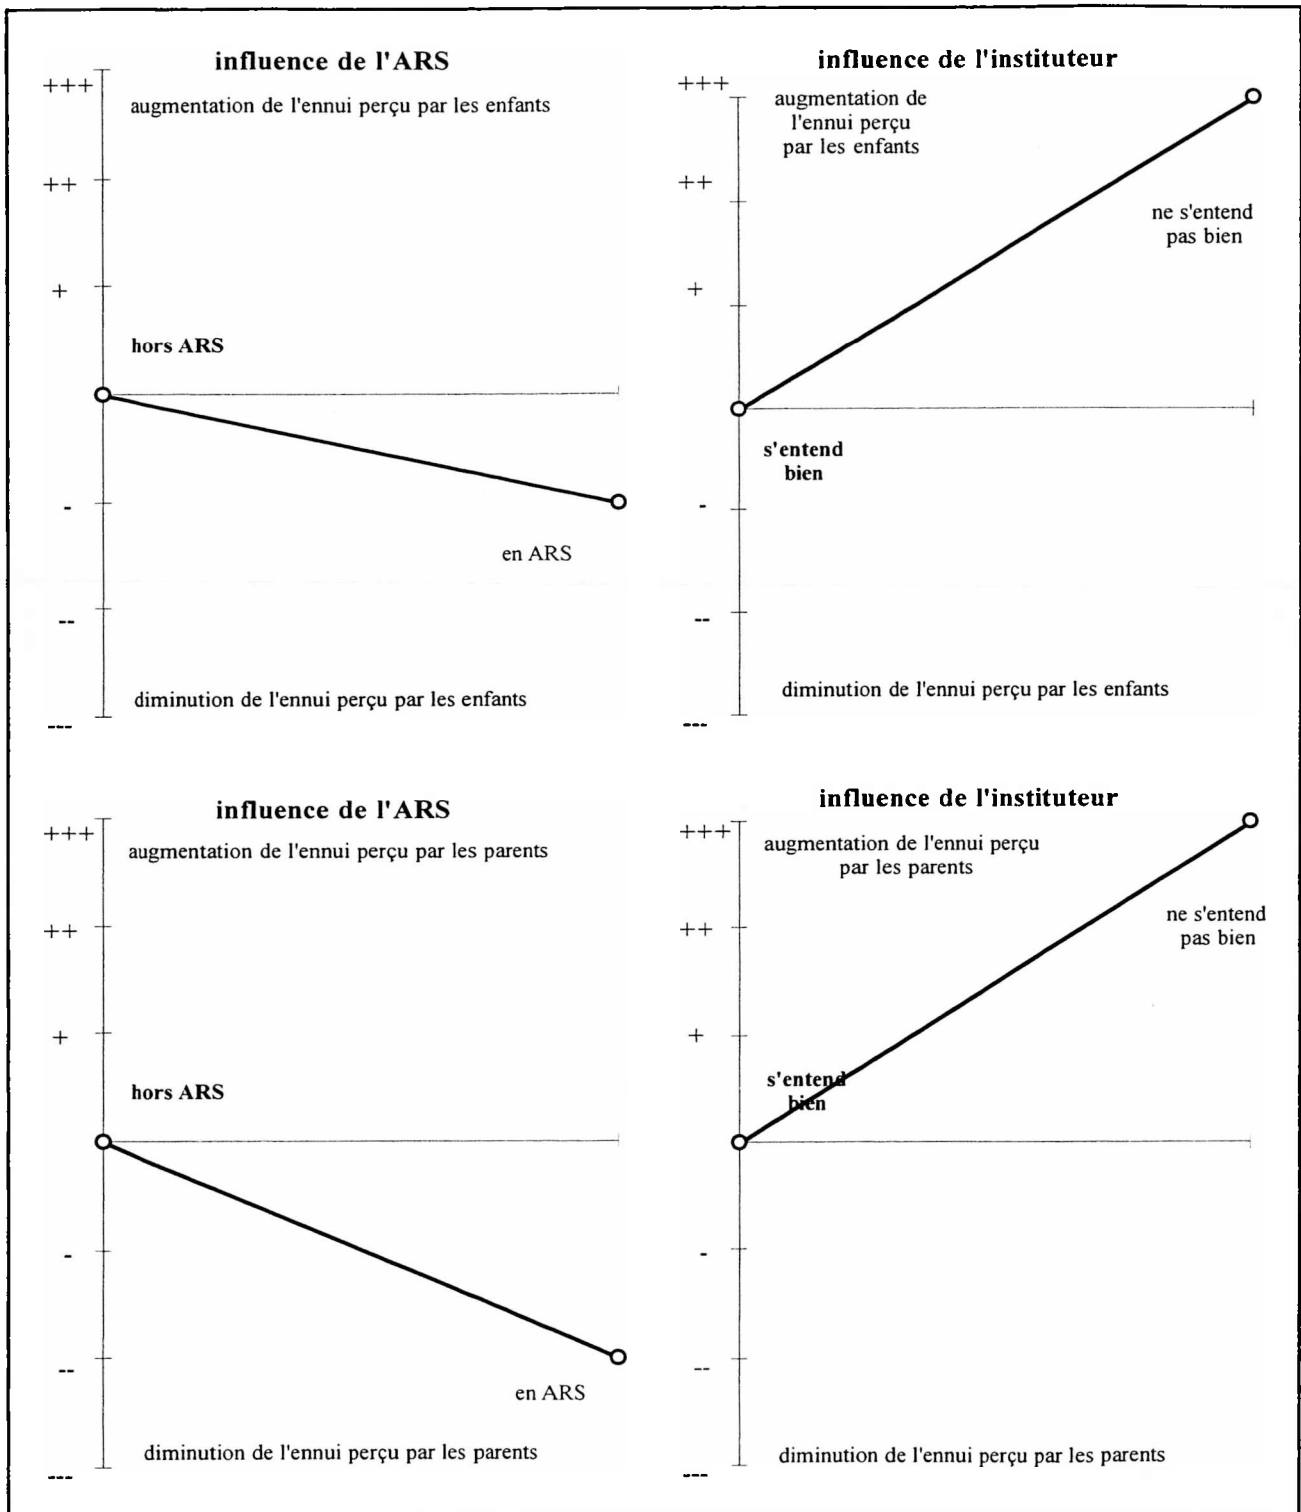 influence de l'ARS
+++
augmentation de l'ennui perçu par les enfants
++
+
hors ARS
-
en ARS
--
diminution de l'ennui perçu par les enfants
---
influence de l'instituteur
+++
augmentation de
l'ennui perçu
par les enfants
++
ne s'entend
pas bien
+
s'entend
bien
-
--
diminution de l'ennui perçu par les enfants
---
influence de l'ARS
+++
augmentation de l'ennui perçu par les parents
++
+
hors ARS
-
--
en ARS
diminution de l'ennui perçu par les parents
---
influence de l'instituteur
+++
augmentation de l'ennui perçu
par les parents
ne s'entend
++
pas bien
+
s'entend
bien
-
--
diminution de l'ennui perçu par les parents
---